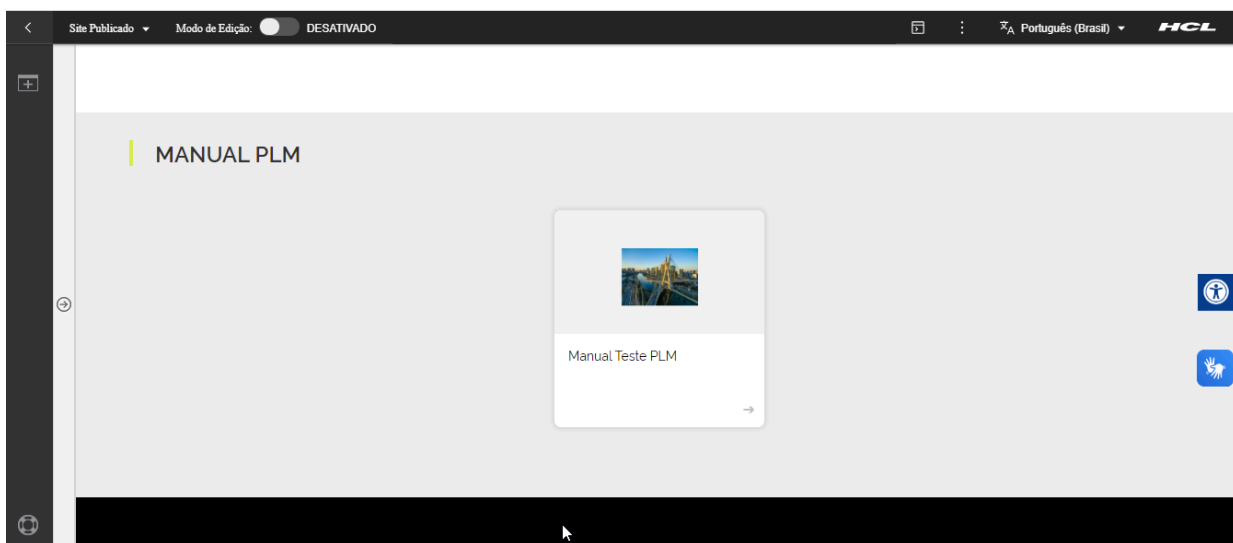 Site Publicado Modo de Edição: DESATIVADO Português (Brasil) HCL
MANUAL PLM
Manual Teste PLM